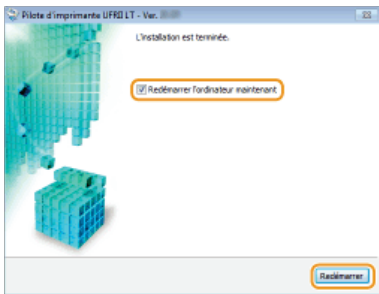 Pilote d'imprimante UFRII LT - Ver.
L'installation est terminée.
Redémarrer l'ordinateur maintenant
Redémarrer